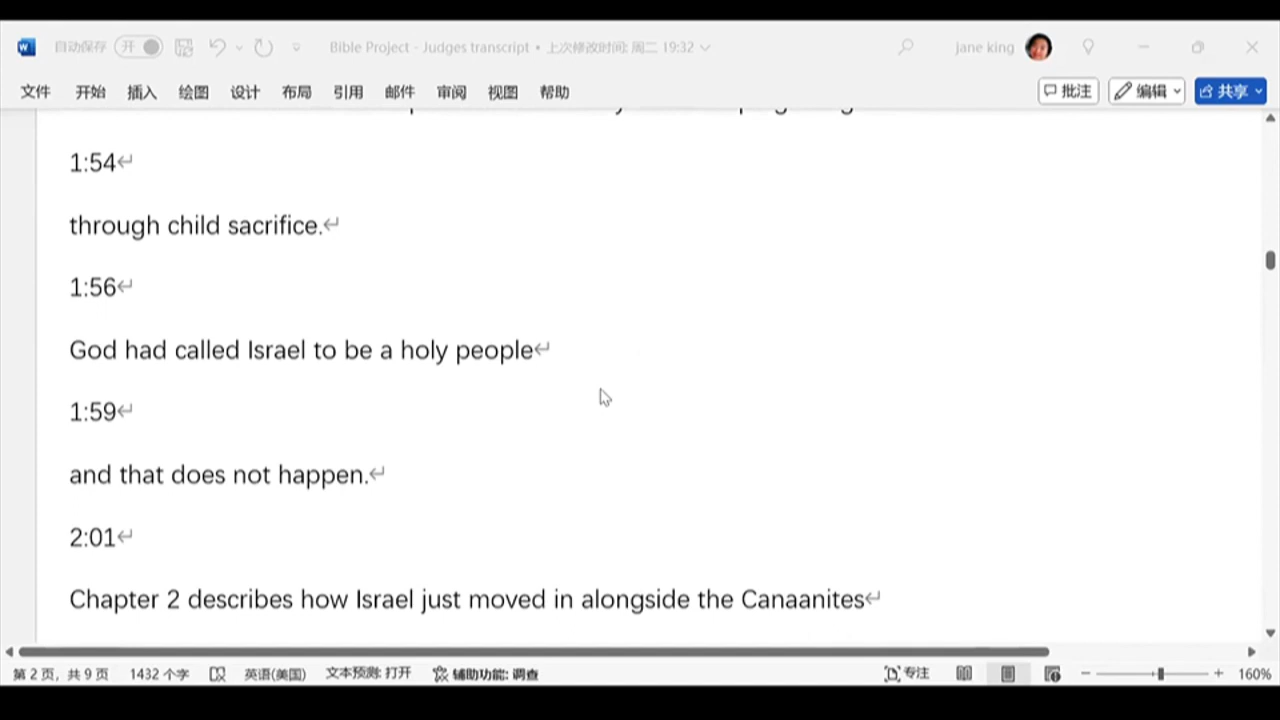 自动保存 开 Bible Project - Judges transcript • 上次修改时间: 周二 19:32 jane king
文件 开始 插入 绘图 设计 布局 引用 邮件 审阅 视图 帮助 批注 编辑 共享
1:54
through child sacrifice.
1:56
God had called Israel to be a holy people
1:59
and that does not happen.
2:01
Chapter 2 describes how Israel just moved in alongside the Canaanites
第 2 页, 共 9 页 1432 个字 英语(美国) 文本预测: 打开 辅助功能: 调查 专注 160%